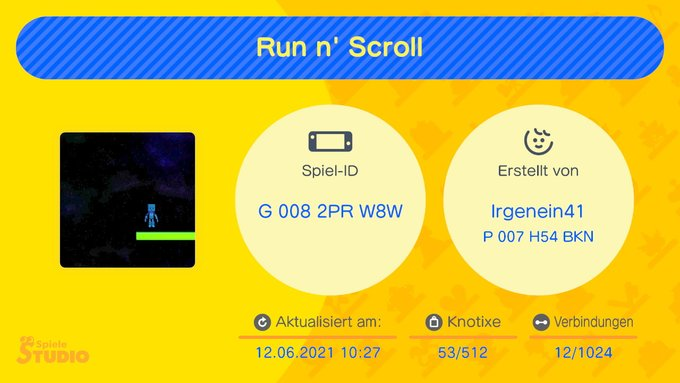 Run n' Scroll
Spiel-ID
G 008 2PR W8W
Erstellt von
Irgenein41
P 007 H54 BKN
Aktualisiert am:
12.06.2021 10:27
Knotixe
53/512
Verbindungen
12/1024
Spiele
STUDIO